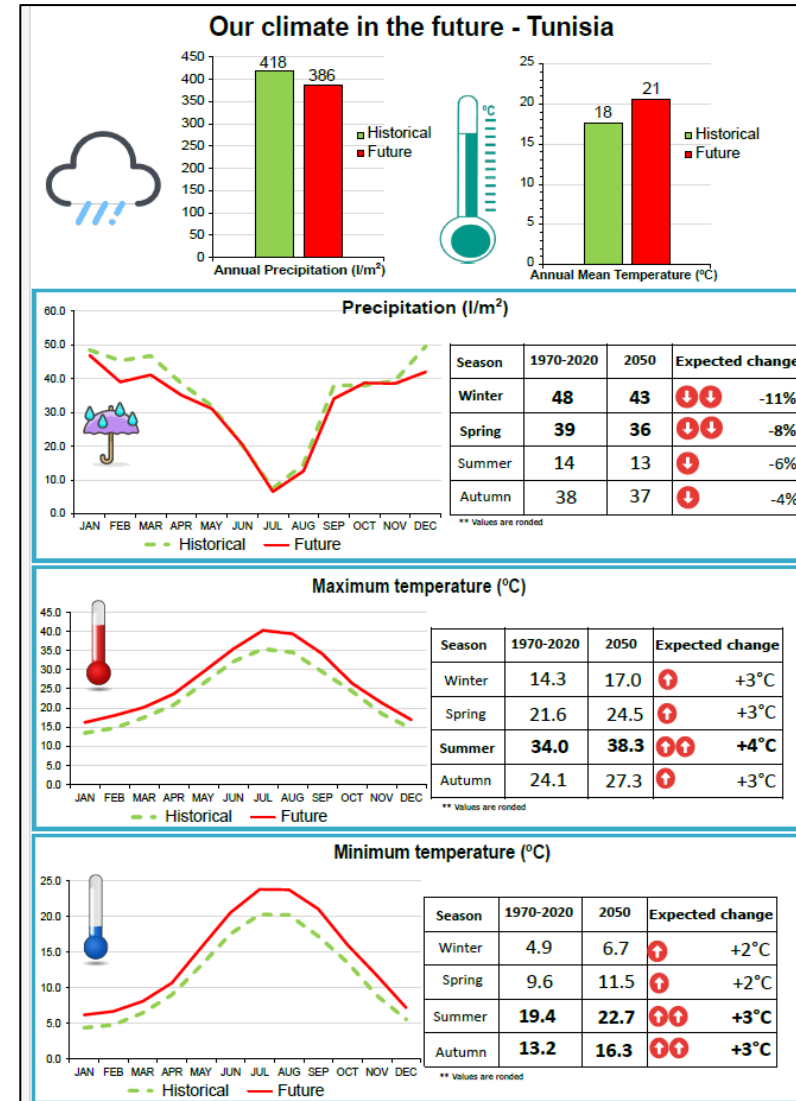 Our climate in the future - Tunisia
450
400
350
300
250
200
150
100
50
0
418
386
Historical
Future
Annual Precipitation (l/m²)
°C
25
20
15
10
5
0
18
21
Historical
Future
Annual Mean Temperature (ºC)
Precipitation (l/m²)
60.0
50.0
40.0
30.0
20.0
10.0
0.0
JAN FEB MAR APR MAY JUN JUL AUG SEP OCT NOV DEC
Historical Future
Season 1970-2020 2050 Expected change
Winter 48 43 -11%
Spring 39 36 -8%
Summer 14 13 -6%
Autumn 38 37 -4%
** Values are ronded
Maximum temperature (ºC)
45.0
40.0
35.0
30.0
25.0
20.0
15.0
10.0
5.0
0.0
JAN FEB MAR APR MAY JUN JUL AUG SEP OCT NOV DEC
Historical Future
Season 1970-2020 2050 Expected change
Winter 14.3 17.0 +3°C
Spring 21.6 24.5 +3°C
Summer 34.0 38.3 +4°C
Autumn 24.1 27.3 +3°C
** Values are ronded
Minimum temperature (ºC)
25.0
20.0
15.0
10.0
5.0
0.0
JAN FEB MAR APR MAY JUN JUL AUG SEP OCT NOV DEC
Historical Future
Season 1970-2020 2050 Expected change
Winter 4.9 6.7 +2°C
Spring 9.6 11.5 +2°C
Summer 19.4 22.7 +3°C
Autumn 13.2 16.3 +3°C
** Values are ronded